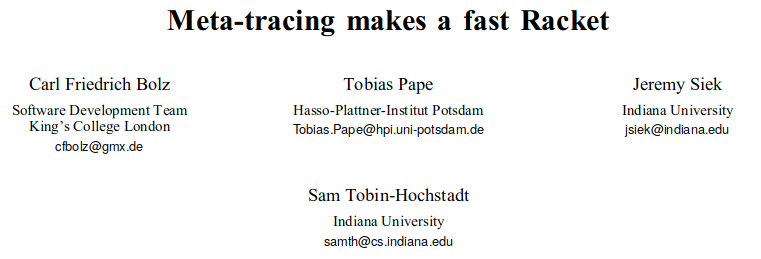 Meta-tracing makes a fast Racket
Carl Friedrich Bolz
Software Development Team
King's College London
cfbolz@gmx.de
Tobias Pape
Hasso-Plattner-Institut Potsdam
Tobias.Pape@hpi.uni-potsdam.de
Jeremy Siek
Indiana University
jsiek@indiana.edu
Sam Tobin-Hochstadt
Indiana University
samth@cs.indiana.edu